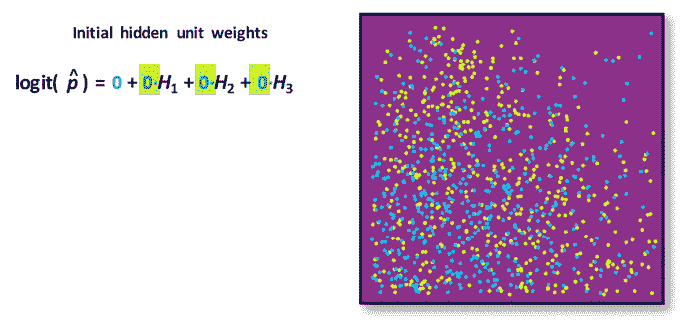 Initial hidden unit weights
logit( p̂ ) = 0 + 0·H₁ + 0·H₂ + 0·H₃